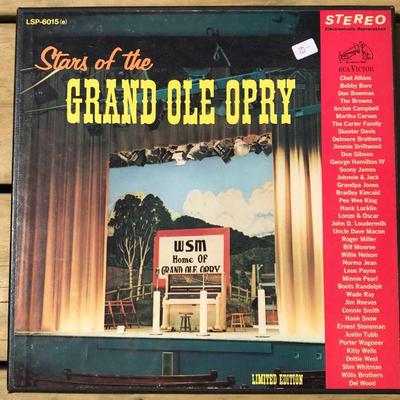 LSP-6015(e)
STEREO
Electronically Reprocessed
10-
RCA VICTOR
Stars of the
GRAND OLE OPRY
Chet Atkins
Bobby Bare
Don Bowman
The Browns
Archie Campbell
Martha Carson
The Carter Family
Skeeter Davis
Delmore Brothers
Jimmie Driftwood
Don Gibson
George Hamilton IV
Sonny James
Johnnie & Jack
Grandpa Jones
Bradley Kincaid
Pee Wee King
Hank Locklin
Lonzo & Oscar
John D. Loudermilk
Uncle Dave Macon
Roger Miller
Bill Monroe
Willie Nelson
Norma Jean
Leon Payne
Minnie Pearl
Boots Randolph
Wade Ray
Jim Reeves
Connie Smith
Hank Snow
Ernest Stoneman
Justin Tubb
Porter Wagoner
Kitty Wells
Dottie West
Slim Whitman
Willis Brothers
Del Wood
WSM
Home OF
GRAND OLE OPRY
LIMITED EDITION